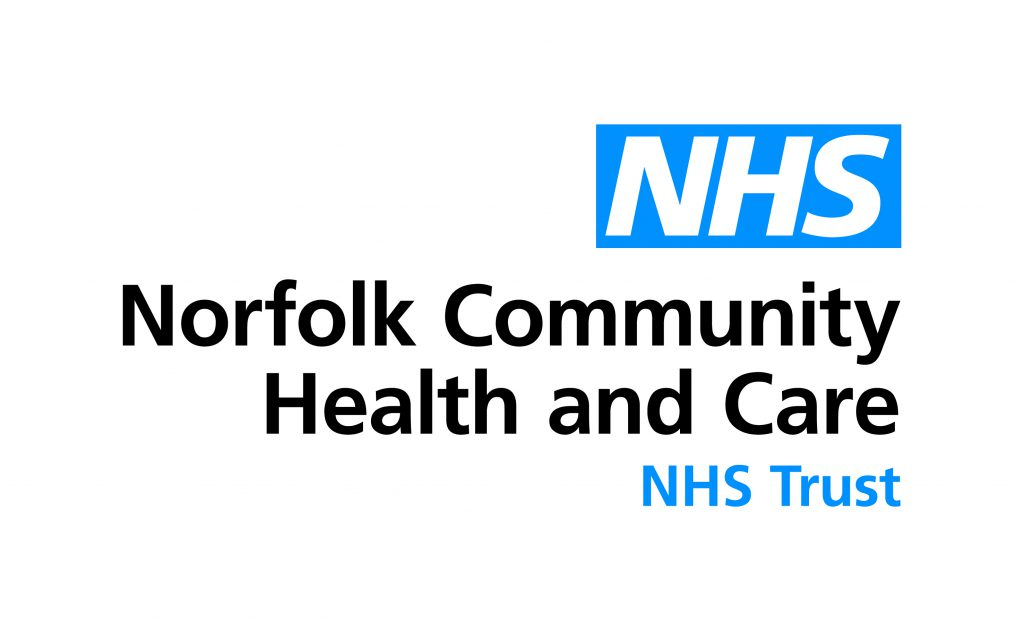 NHS
Norfolk Community
Health and Care
NHS Trust